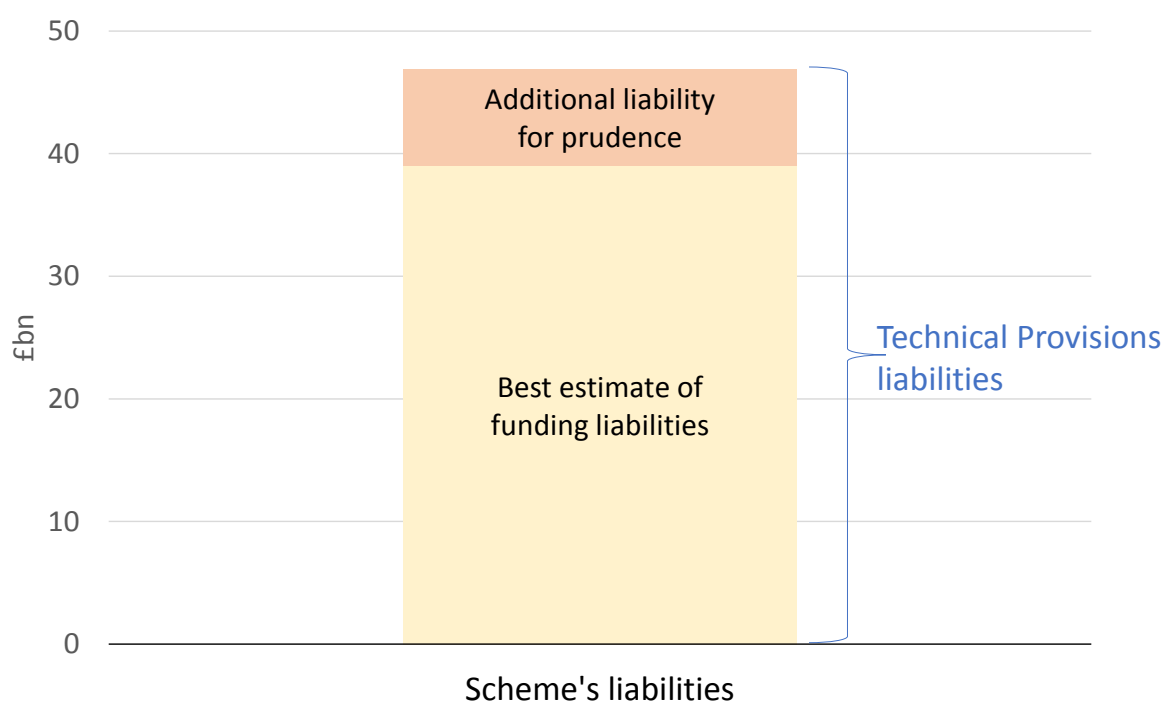 50
Additional liability
for prudence
40
30
£bn
Technical Provisions
liabilities
Best estimate of
funding liabilities
20
10
0
Scheme's liabilities